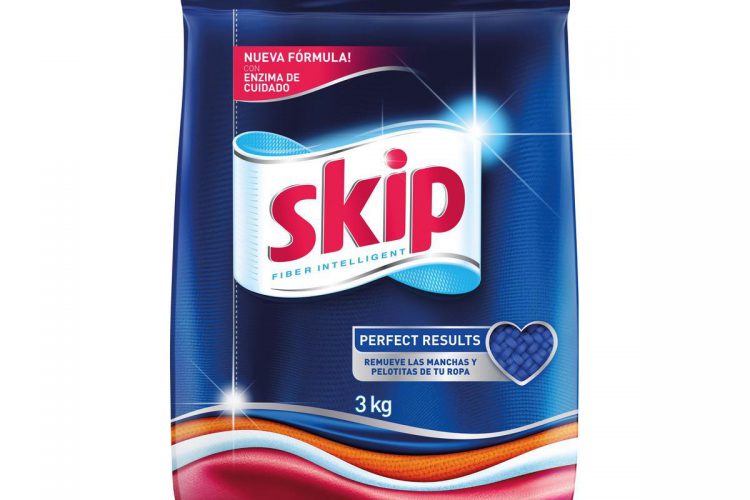 NUEVA FÓRMULA!
CON
ENZIMA DE
CUIDADO
skip
FIBER INTELLIGENT
PERFECT RESULTS
REMUEVE LAS MANCHAS Y
PELOTITAS DE TU ROPA
3 kg